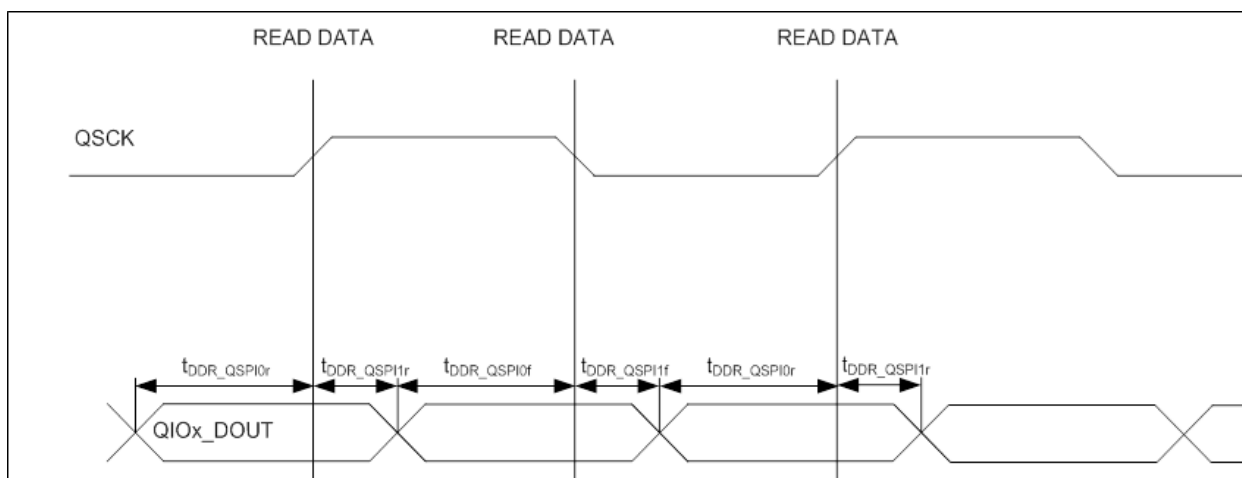 READ DATA READ DATA READ DATA
QSCK
tDDR_QSPI0r tDDR_QSPI1r tDDR_QSPI0f tDDR_QSPI1f tDDR_QSPI0r tDDR_QSPI1r
QIOx_DOUT